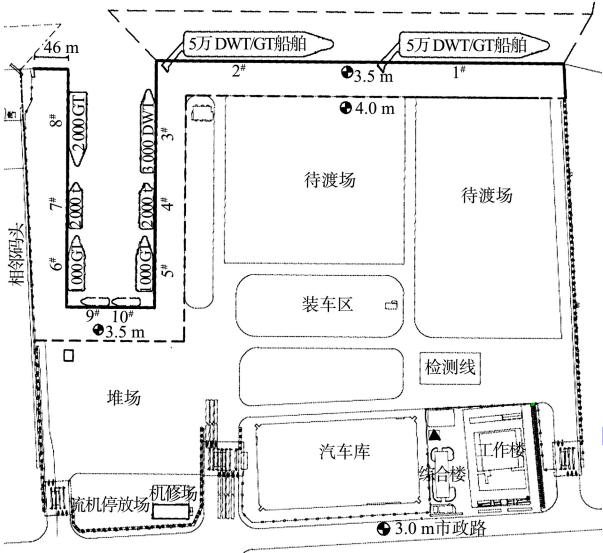 46 m
5万 DWT/GT船舶
5万 DWT/GT船舶
2#
3.5 m
1#
4.0 m
8#
2 000 GT
3 000 DWT
3#
待渡场
待渡场
7#
2 000
2 000
4#
相邻码头
6#
000 GT
000 GT
5#
9#
10#
3.5 m
装车区
检测线
堆场
汽车库
综合楼
工作楼
流机停放场
机修场
3.0 m市政路